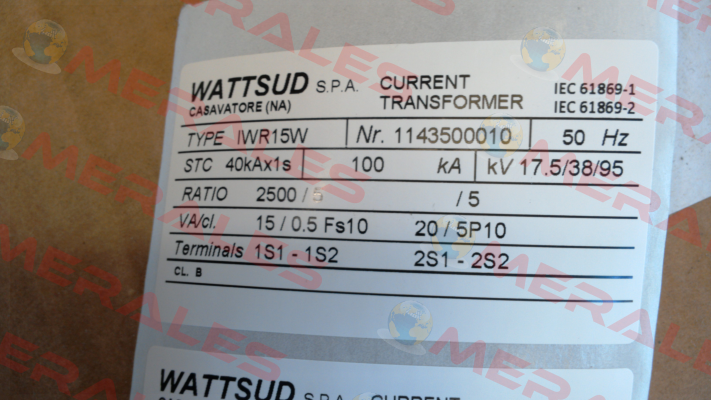 WATTSUD S.P.A. CURRENT TRANSFORMER IEC 61869-1
CASAVATORE (NA) IEC 61869-2
TYPE IWR15W Nr. 1143500010 50 Hz
STC 40kAx1s 100 kA kV 17.5/38/95
RATIO 2500 / 5 / 5
VA/cl. 15 / 0.5 Fs10 20 / 5P10
Terminals 1S1 - 1S2 2S1 - 2S2
CL. B
WATTSUD S.P.A. CURRENT
MERALES